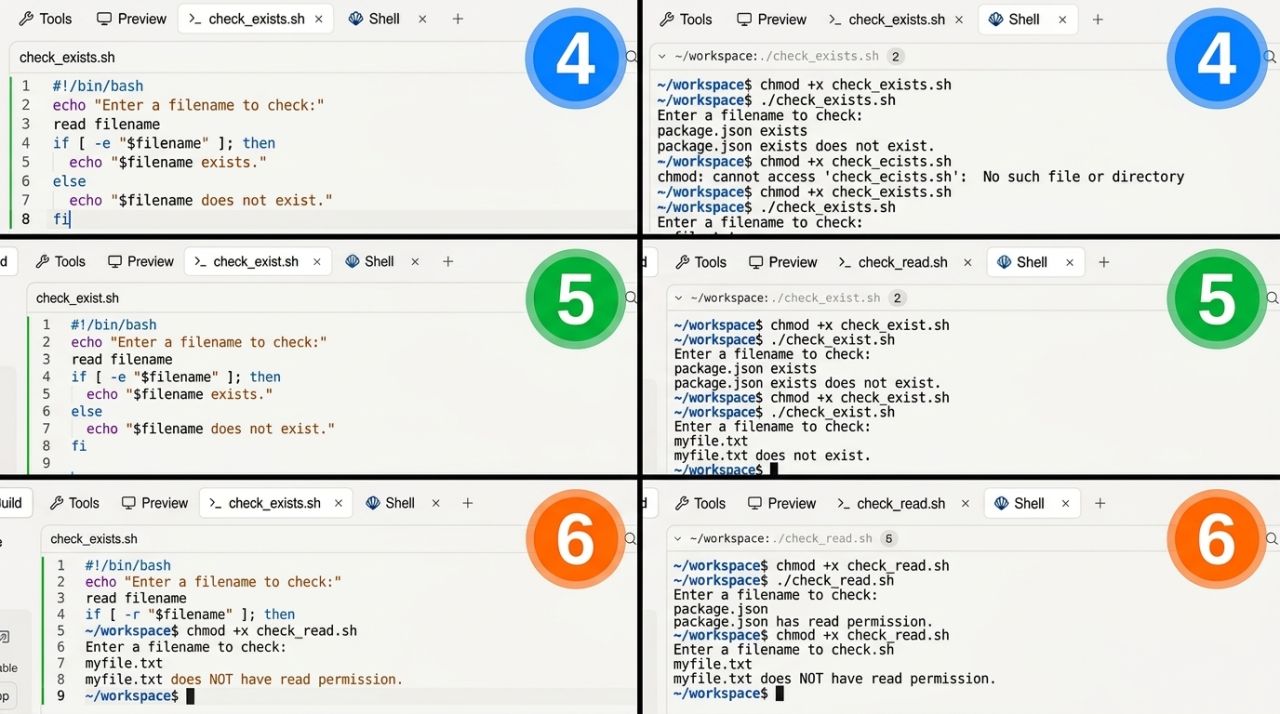 Tools Preview >_ check_exists.sh × Shell × +
4
check_exists.sh
1 #!/bin/bash
2 echo "Enter a filename to check:"
3 read filename
4 if [ -e "$filename" ]; then
5 echo "$filename exists."
6 else
7 echo "$filename does not exist."
8 fi
Tools Preview >_ check_exists.sh × Shell × +
4
~/workspace: ./check_exists.sh 2
~/workspace$ chmod +x check_exists.sh
~/workspace$ ./check_exists.sh
Enter a filename to check:
package.json exists
package.json exists does not exist.
~/workspace$ chmod +x check_ecists.sh
chmod: cannot access 'check_ecists.sh': No such file or directory
~/workspace$ chmod +x check_exists.sh
~/workspace$ ./check_exists.sh
Enter a filename to check:
d Tools Preview >_ check_exist.sh × Shell × +
5
check_exist.sh
1 #!/bin/bash
2 echo "Enter a filename to check:"
3 read filename
4 if [ -e "$filename" ]; then
5 echo "$filename exists."
6 else
7 echo "$filename does not exist."
8 fi
9
d Tools Preview >_ check_read.sh × Shell × +
5
~/workspace: ./check_exist.sh 2
~/workspace$ chmod +x check_exist.sh
~/workspace$ ./check_exist.sh
Enter a filename to check:
package.json exists
package.json exists does not exist.
~/workspace$ chmod +x check_exist.sh
~/workspace$ ./check_exist.sh
Enter a filename to check:
myfile.txt
myfile.txt does not exist.
~/workspace$
uild Tools Preview >_ check_exists.sh × Shell × +
6
e
able
op
check_exists.sh
1 #!/bin/bash
2 echo "Enter a filename to check:"
3 read filename
4 if [ -r "$filename" ]; then
5 ~/workspace$ chmod +x check_read.sh
6 Enter a filename to check:
7 myfile.txt
8 myfile.txt does NOT have read permission.
9 ~/workspace$
d Tools Preview >_ check_read.sh × Shell × +
6
~/workspace: ./check_read.sh 5
~/workspace$ chmod +x check_read.sh
~/workspace$ ./check_read.sh
Enter a filename to check:
package.json
package.json has read permission.
~/workspace$ chmod +x check_read.sh
Enter a filename to check.sh
myfile.txt
myfile.txt does NOT have read permission.
~/workspace$